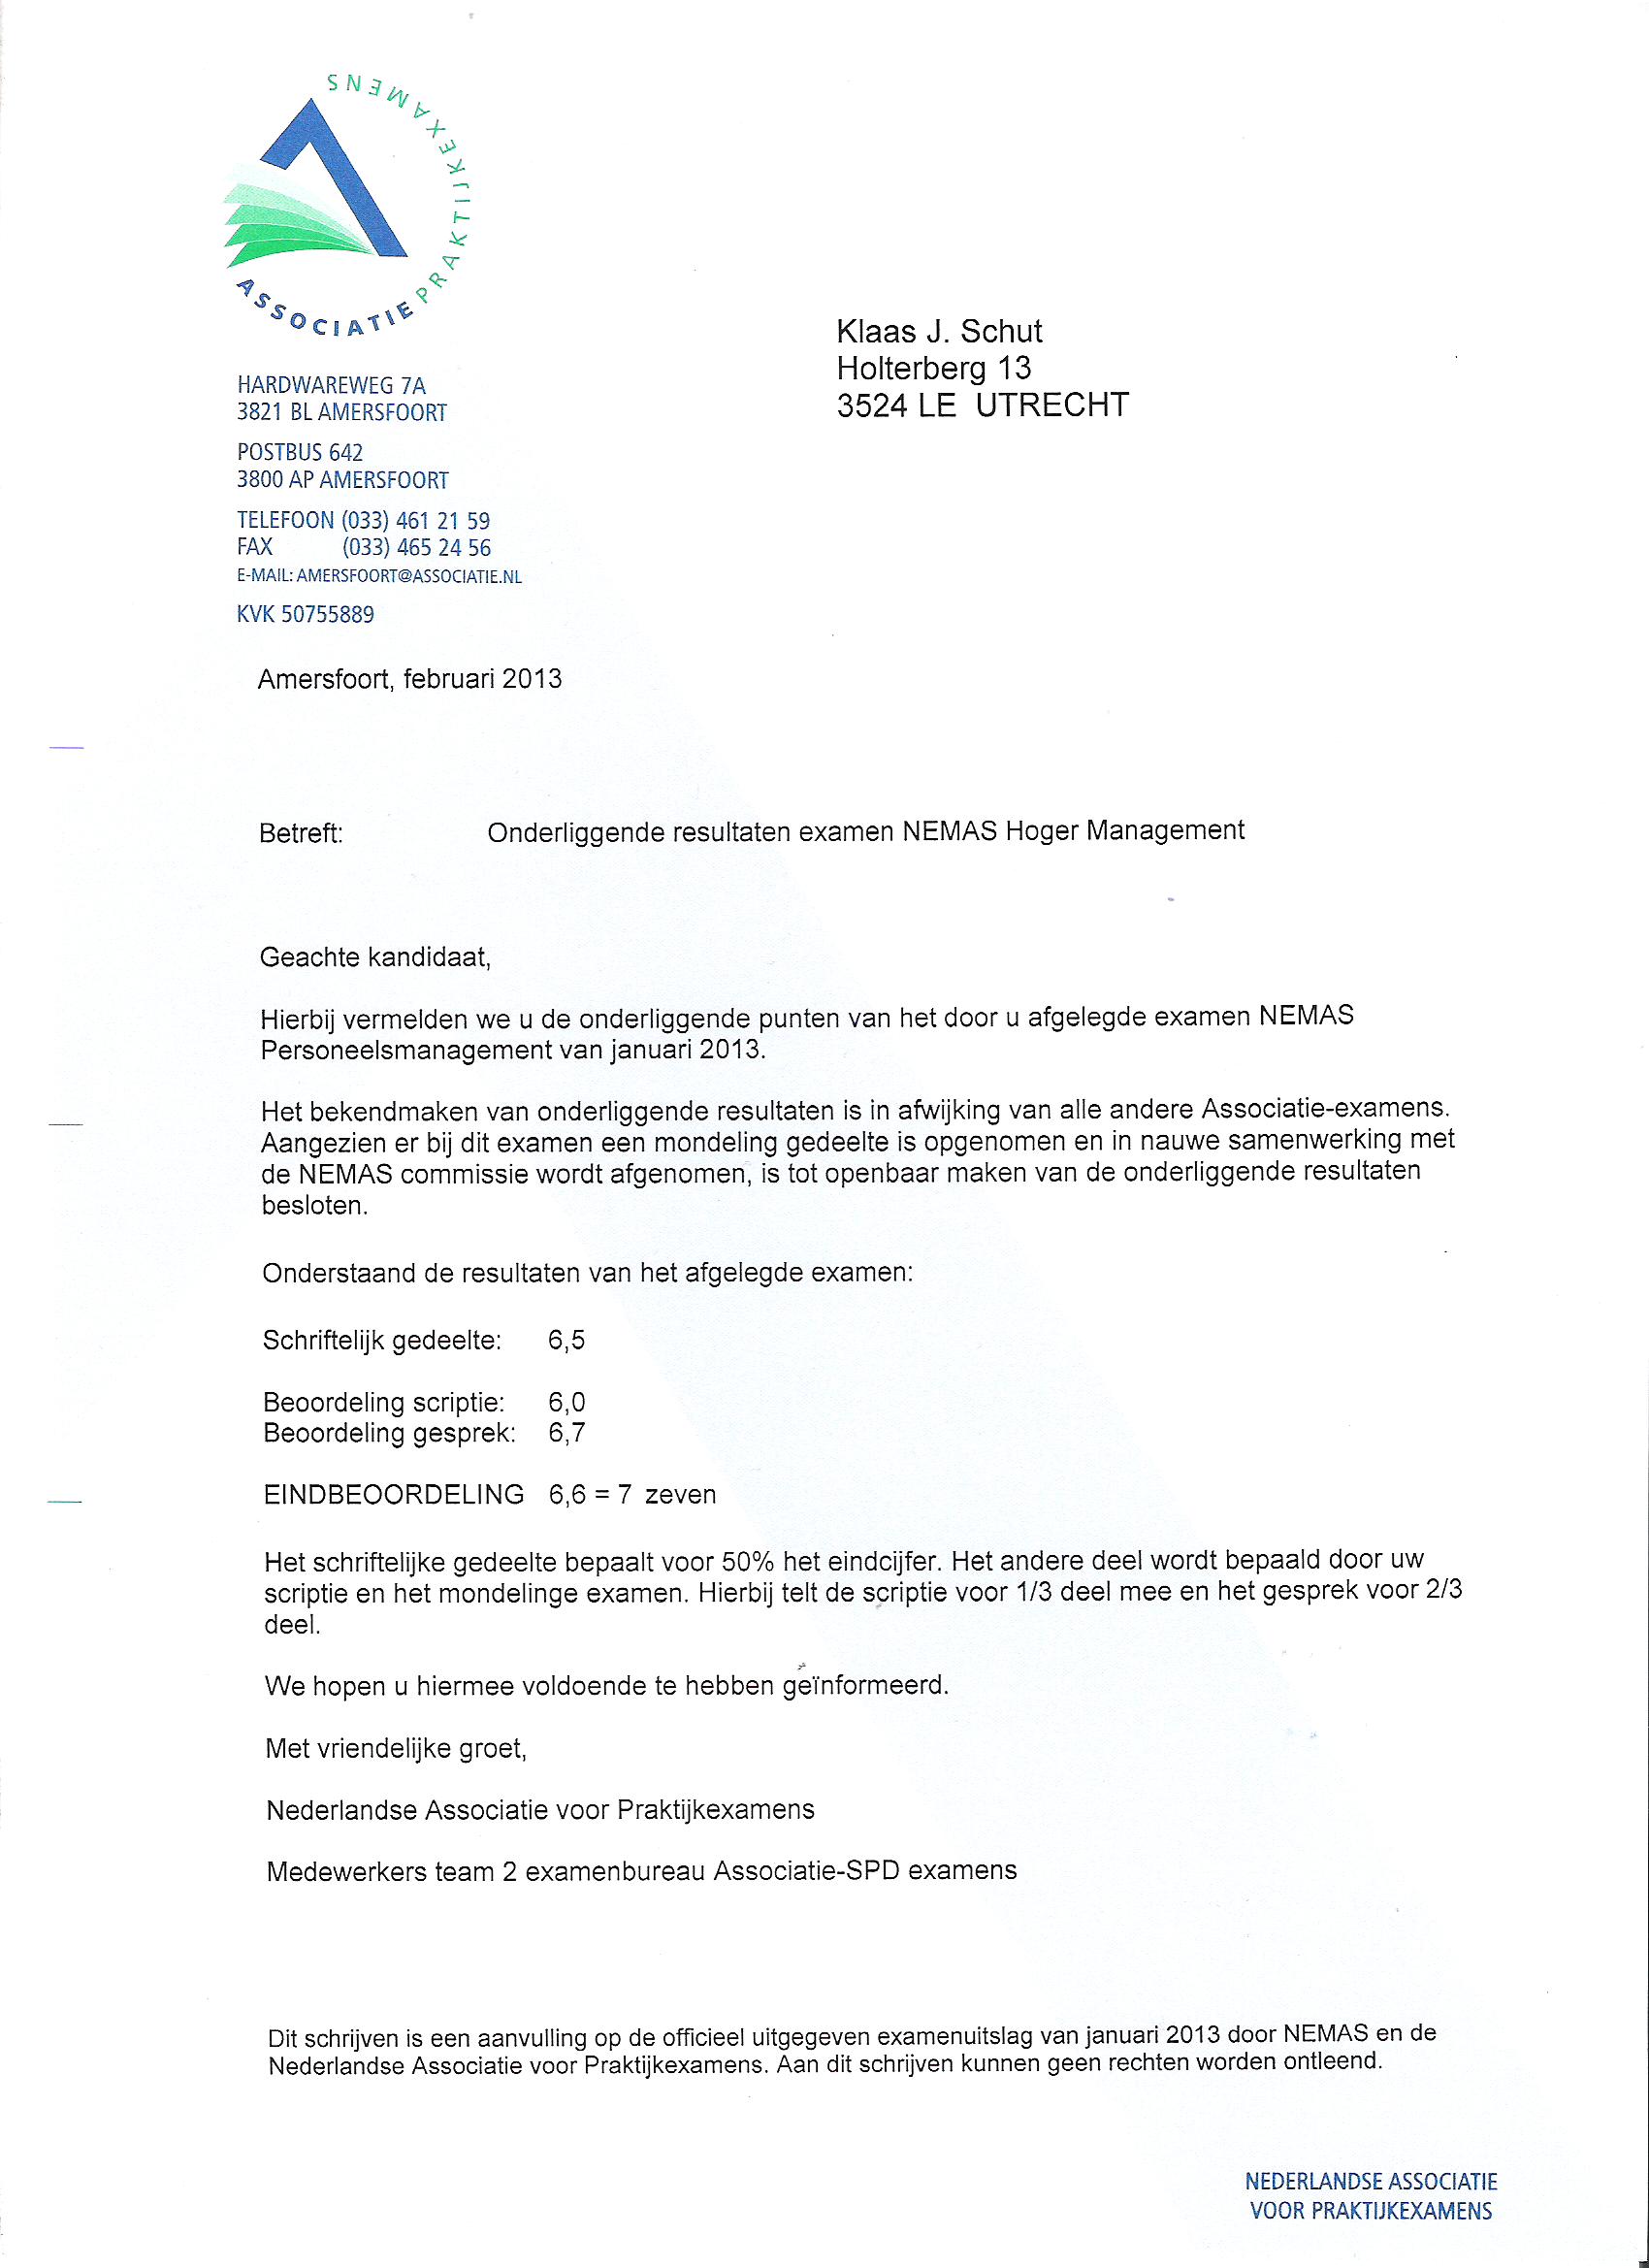 ASSOCIATIE PRAKTIJKEXAMENS
HARDWAREWEG 7A
3821 BL AMERSFOORT
POSTBUS 642
3800 AP AMERSFOORT
TELEFOON (033) 461 21 59
FAX (033) 465 24 56
E-MAIL: AMERSFOORT@ASSOCIATIE.NL
KVK 50755889
Klaas J. Schut
Holterberg 13
3524 LE UTRECHT
Amersfoort, februari 2013
Betreft: Onderliggende resultaten examen NEMAS Hoger Management
Geachte kandidaat,
Hierbij vermelden we u de onderliggende punten van het door u afgelegde examen NEMAS
Personeelsmanagement van januari 2013.
Het bekendmaken van onderliggende resultaten is in afwijking van alle andere Associatie-examens.
Aangezien er bij dit examen een mondeling gedeelte is opgenomen en in nauwe samenwerking met
de NEMAS commissie wordt afgenomen, is tot openbaar maken van de onderliggende resultaten
besloten.
Onderstaand de resultaten van het afgelegde examen:
Schriftelijk gedeelte: 6,5
Beoordeling scriptie: 6,0
Beoordeling gesprek: 6,7
EINDBEOORDELING 6,6 = 7 zeven
Het schriftelijke gedeelte bepaalt voor 50% het eindcijfer. Het andere deel wordt bepaald door uw
scriptie en het mondelinge examen. Hierbij telt de scriptie voor 1/3 deel mee en het gesprek voor 2/3
deel.
We hopen u hiermee voldoende te hebben geïnformeerd.
Met vriendelijke groet,
Nederlandse Associatie voor Praktijkexamens
Medewerkers team 2 examenbureau Associatie-SPD examens
Dit schrijven is een aanvulling op de officieel uitgegeven examenuitslag van januari 2013 door NEMAS en de
Nederlandse Associatie voor Praktijkexamens. Aan dit schrijven kunnen geen rechten worden ontleend.
NEDERLANDSE ASSOCIATIE
VOOR PRAKTIJKEXAMENS